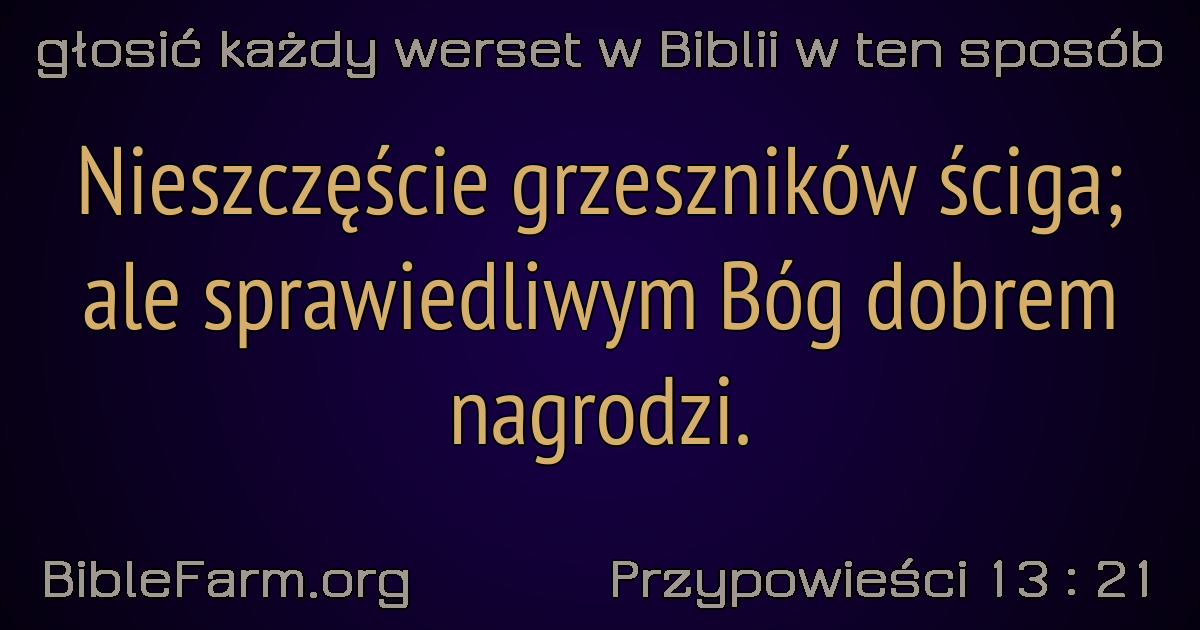 głosić każdy werset w Biblii w ten sposób
Nieszczęście grzeszników ściga;
ale sprawiedliwym Bóg dobrem
nagrodzi.
BibleFarm.org
Przypowieści 13 : 21